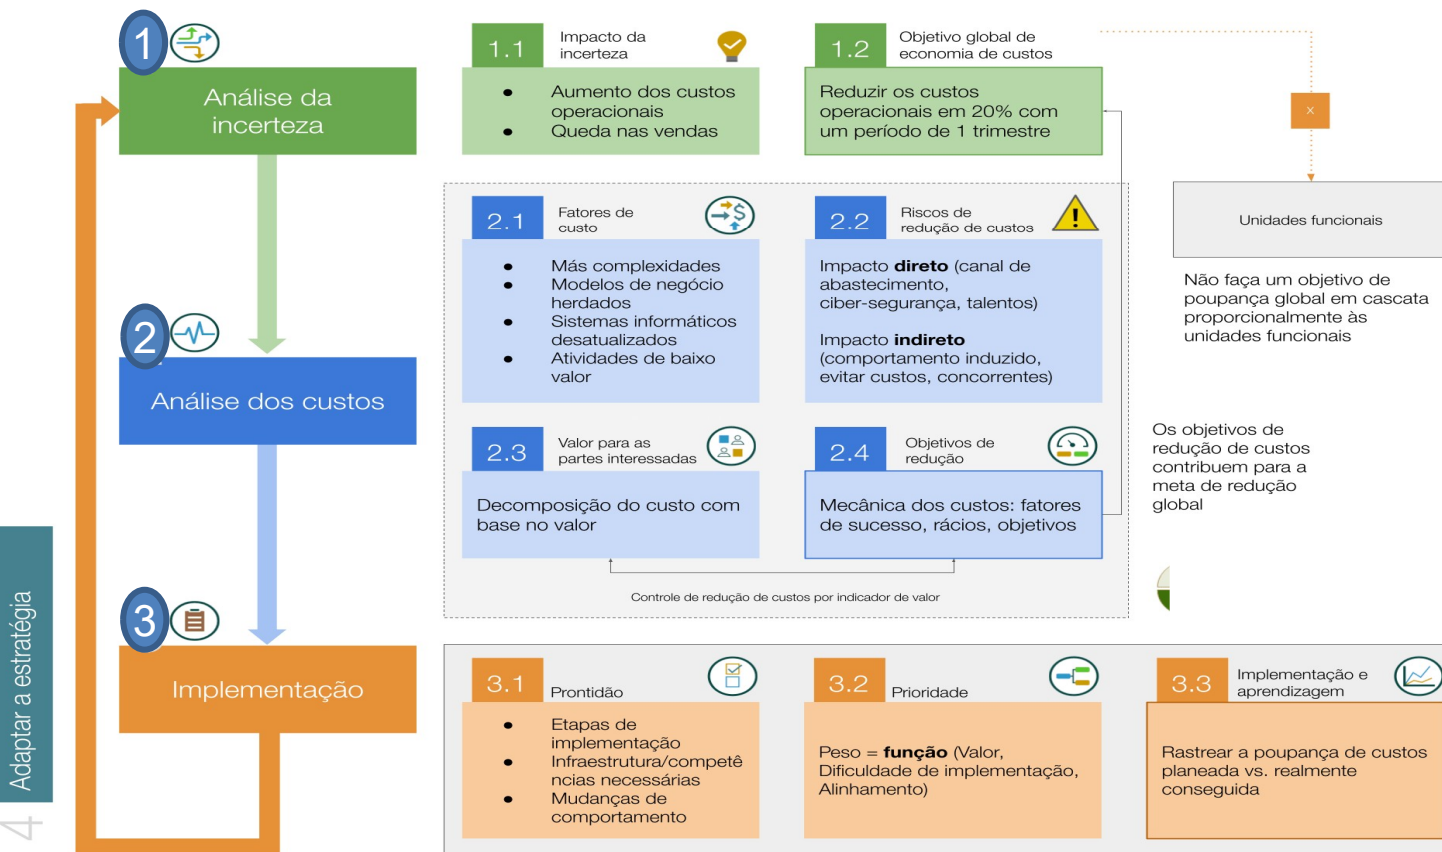 1
Análise da
incerteza
1.1
Impacto da
incerteza
● Aumento dos custos
operacionais
● Queda nas vendas
1.2
Objetivo global de
economia de custos
Reduzir os custos
operacionais em 20% com
um período de 1 trimestre
x
Unidades funcionais
Não faça um objetivo de
poupança global em cascata
proporcionalmente às
unidades funcionais
2
Análise dos custos
2.1
Fatores de
custo
● Más complexidades
● Modelos de negócio
herdados
● Sistemas informáticos
desatualizados
● Atividades de baixo
valor
2.2
Riscos de
redução de custos
!
Impacto direto (canal de
abastecimento,
ciber-segurança, talentos)
Impacto indireto
(comportamento induzido,
evitar custos, concorrentes)
2.3
Valor para as
partes interessadas
Decomposição do custo com
base no valor
2.4
Objetivos de
redução
Mecânica dos custos: fatores
de sucesso, rácios, objetivos
Os objetivos de
redução de custos
contribuem para a
meta de redução
global
Controle de redução de custos por indicador de valor
3
Implementação
3.1
Prontidão
● Etapas de
implementação
● Infraestrutura/competê
ncias necessárias
● Mudanças de
comportamento
3.2
Prioridade
Peso = função (Valor,
Dificuldade de implementação,
Alinhamento)
3.3
Implementação e
aprendizagem
Rastrear a poupança de custos
planeada vs. realmente
conseguida
4 Adaptar a estratégia